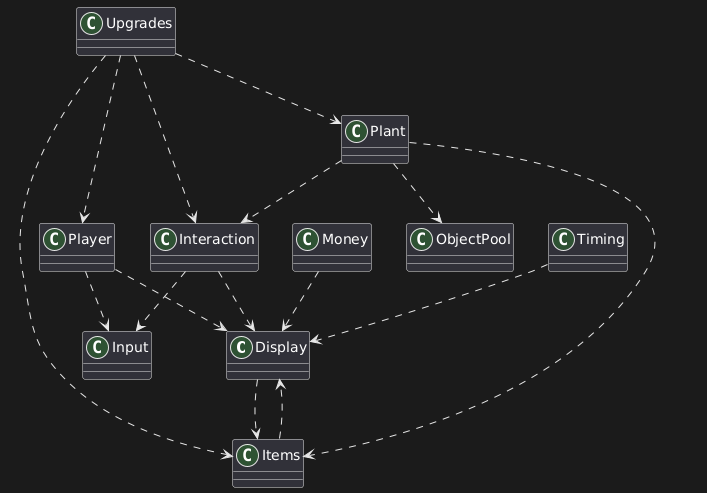 C Upgrades
C Plant
C Player
C Interaction
C Money
C ObjectPool
C Timing
C Input
C Display
C Items